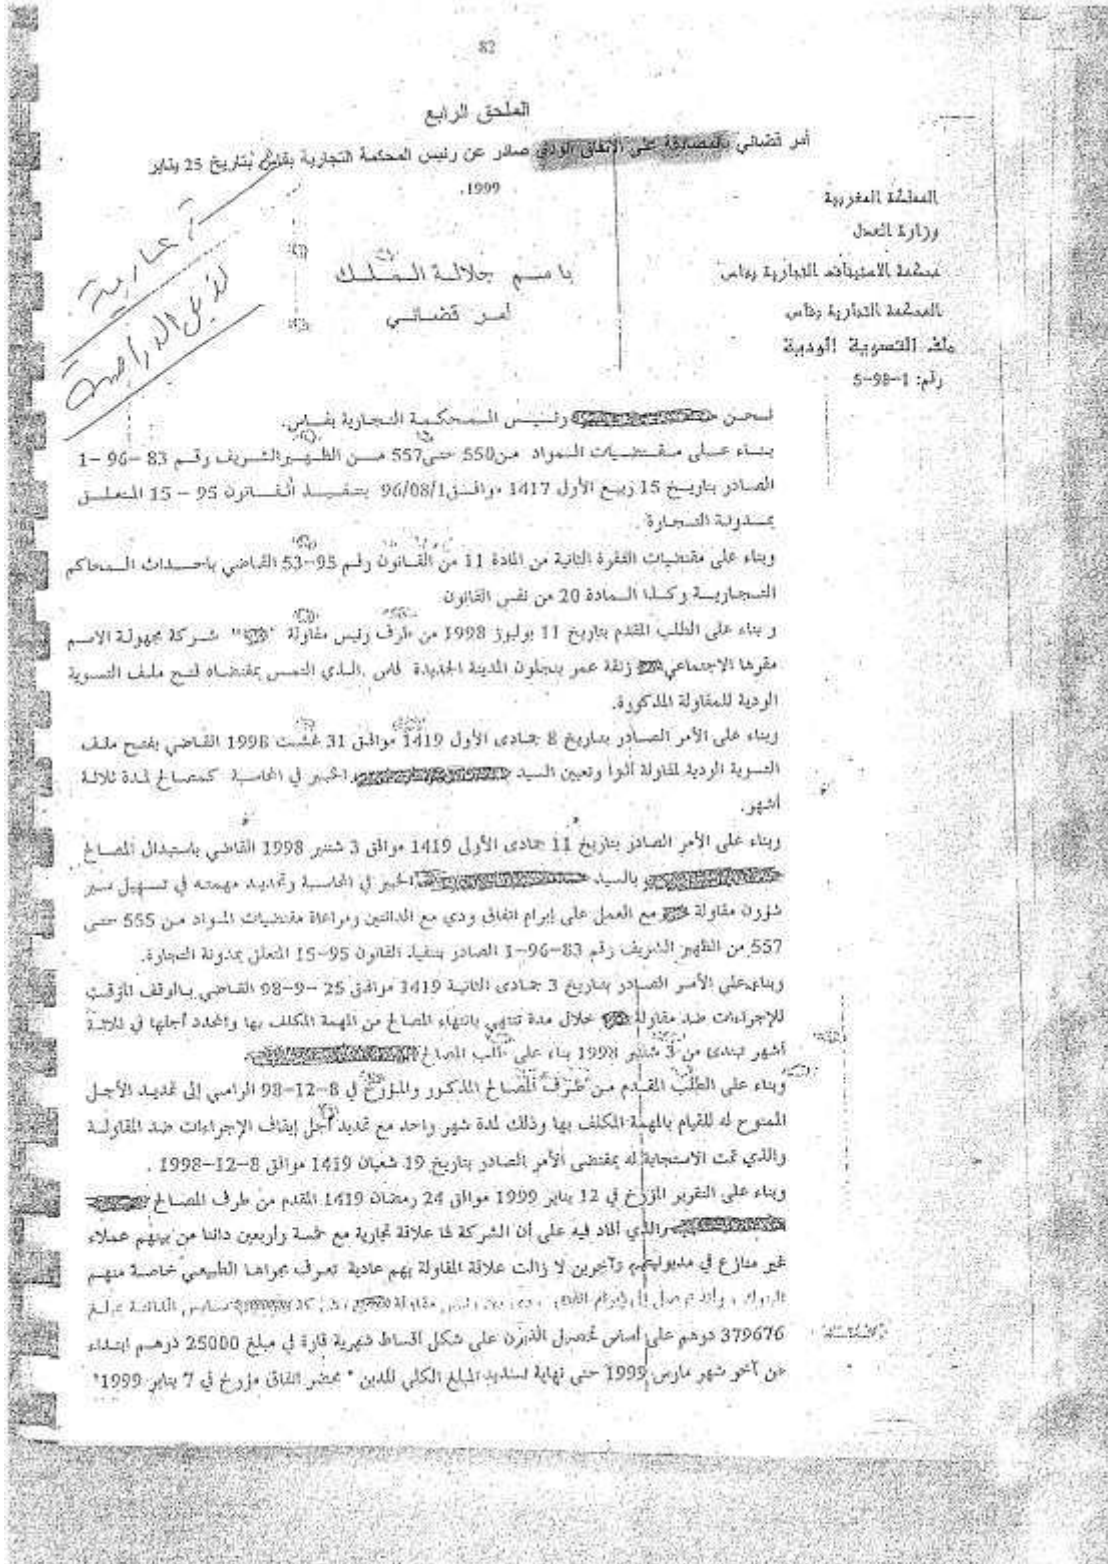 82
الملحق الرابع
أمر قضائي بالمصادقة على الإتفاق الودي صادر عن رئيس المحكمة التجارية بفاس بتاريخ 25 يناير
1999.
المملكة المغربية
وزارة العدل
محكمة الاستيناف التجارية بفاس
المحكمة التجارية بفاس
ملف التسوية الودية
رقم: 1-98-5
باسم جلالة الملك
أمر قضائي
نحن رئيس المحكمة التجارية بفاس.
بناء على مقتضيات المواد من 550 حتى 557 من الظهير الشريف رقم 83 -96 -1
الصادر بتاريخ 15 ربيع الأول 1417 موافق 96/08/1 بتنفيذ القانون 95 - 15 المتعلق
بمدونة التجارة.
وبناء على مقتضيات الفقرة الثانية من المادة 11 من القانون رقم 95-53 القاضي باحداث المحاكم
التجارية وكذا المادة 20 من نفس القانون
و بناء على الطلب المقدم بتاريخ 11 يوليوز 1998 من طرف رئيس مقاولة " " شركة مجهولة الاسم
مقرها الاجتماعي زنقة عمر بنجلون المدينة الجديدة فاس .الذي التمس بمقتضاه فتح ملف التسوية
الودية للمقاولة المذكورة.
وبناء على الأمر الصادر بتاريخ 8 جمادى الأول 1419 موافق 31 غشت 1998 القاضي بفتح ملف
التسوية الودية لمقاولة وتعيين السيد الخبير في المحاسبة كمصالح لمدة ثلاثة
أشهر.
وبناء على الأمر الصادر بتاريخ 11 جمادى الأولى 1419 موافق 3 شتنبر 1998 القاضي باستبدال المصالح
بالسيد الخبير في المحاسبة وتحديد مهمته في تسهيل سير
شؤون مقاولة مع العمل على إبرام اتفاق ودي مع الدائنين ومراعاة مقتضيات المواد من 555 حتى
557 من الظهير الشريف رقم 83-96-1 الصادر بتنفيذ القانون 95-15 المتعلق بمدونة التجارة.
وبناء على الأمر الصادر بتاريخ 3 جمادى الثانية 1419 موافق 25 -9-98 القاضي بالوقف المؤقت
للإجراءات ضد مقاولة خلال مدة تنتهي بانتهاء المصالح من المهمة المكلف بها والمحدد أجلها في ثلاثة
أشهر تبتدئ من 3 شتنبر 1998 بناء على طلب المصالح
وبناء على الطلب المقدم من طرف المصالح المذكور والمؤرخ في 8-12-98 الرامي إلى تمديد الأجل
الممنوح له للقيام بالمهمة المكلف بها وذلك لمدة شهر واحد مع تمديد أجل إيقاف الإجراءات ضد المقاولة
والذي تمت الاستجابة له بمقتضى الأمر الصادر بتاريخ 19 شعبان 1419 موافق 8-12-1998 .
وبناء على التقرير المؤرخ في 12 يناير 1999 موافق 24 رمضان 1419 المقدم من طرف المصالح
والذي أفاد فيه على أن الشركة لها علاقة تجارية مع خمسة وأربعين دائنا من بينهم عملاء
غير منازع في مديونيتهم وآخرين لا زالت علاقة المقاولة بهم عادية تعرف مجراها الطبيعي خاصة منهم
379676 درهم على أساس تحصيل الديون على شكل أقساط شهرية قارة في مبلغ 25000 درهم ابتداء
من آخر شهر مارس 1999 حتى نهاية تسديد المبلغ الكلي للدين " محضر اتفاق مؤرخ في 7 يناير 1999"